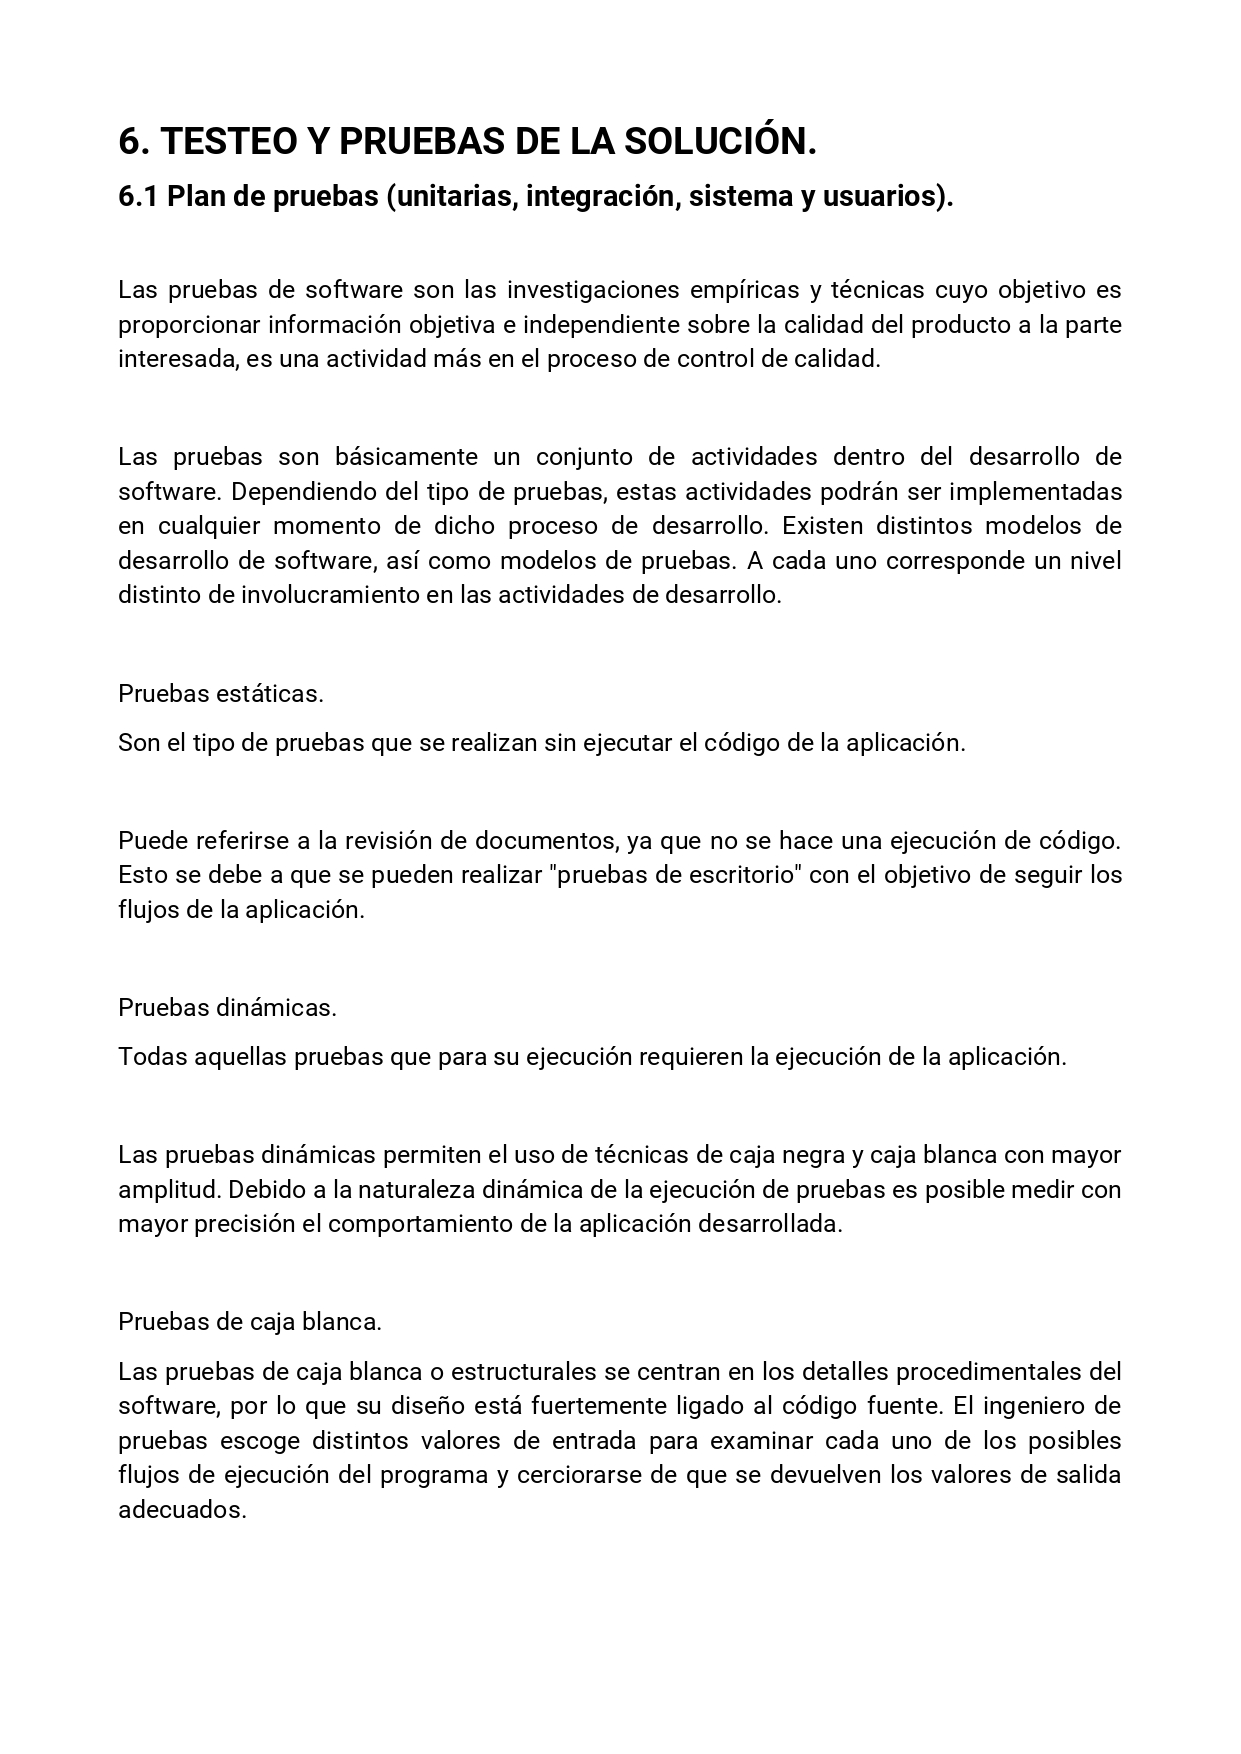 6. TESTEO Y PRUEBAS DE LA SOLUCIÓN.
6.1 Plan de pruebas (unitarias, integración, sistema y usuarios).
Las pruebas de software son las investigaciones empíricas y técnicas cuyo objetivo es
proporcionar información objetiva e independiente sobre la calidad del producto a la parte
interesada, es una actividad más en el proceso de control de calidad.
Las pruebas son básicamente un conjunto de actividades dentro del desarrollo de
software. Dependiendo del tipo de pruebas, estas actividades podrán ser implementadas
en cualquier momento de dicho proceso de desarrollo. Existen distintos modelos de
desarrollo de software, así como modelos de pruebas. A cada uno corresponde un nivel
distinto de involucramiento en las actividades de desarrollo.
Pruebas estáticas.
Son el tipo de pruebas que se realizan sin ejecutar el código de la aplicación.
Puede referirse a la revisión de documentos, ya que no se hace una ejecución de código.
Esto se debe a que se pueden realizar "pruebas de escritorio" con el objetivo de seguir los
flujos de la aplicación.
Pruebas dinámicas.
Todas aquellas pruebas que para su ejecución requieren la ejecución de la aplicación.
Las pruebas dinámicas permiten el uso de técnicas de caja negra y caja blanca con mayor
amplitud. Debido a la naturaleza dinámica de la ejecución de pruebas es posible medir con
mayor precisión el comportamiento de la aplicación desarrollada.
Pruebas de caja blanca.
Las pruebas de caja blanca o estructurales se centran en los detalles procedimentales del
software, por lo que su diseño está fuertemente ligado al código fuente. El ingeniero de
pruebas escoge distintos valores de entrada para examinar cada uno de los posibles
flujos de ejecución del programa y cerciorarse de que se devuelven los valores de salida
adecuados.